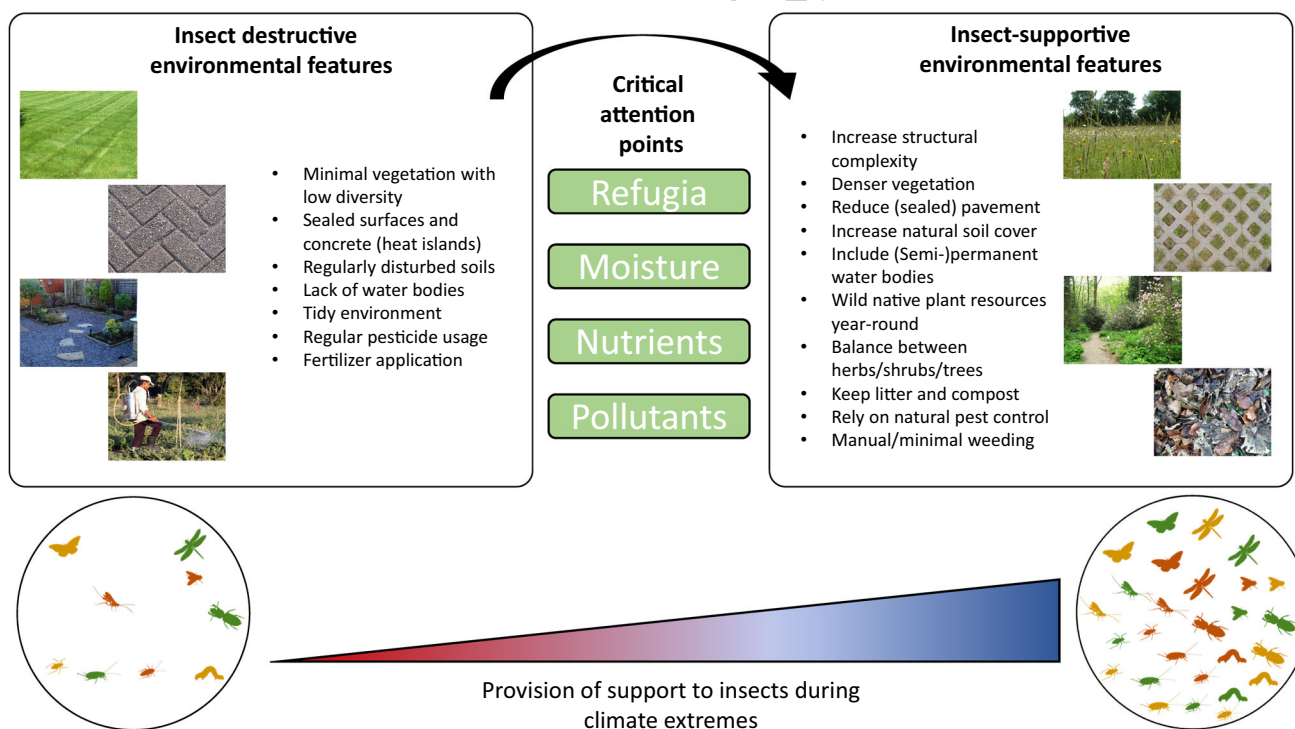 Insect destructive
environmental features
• Minimal vegetation with
low diversity
• Sealed surfaces and
concrete (heat islands)
• Regularly disturbed soils
• Lack of water bodies
• Tidy environment
• Regular pesticide usage
• Fertilizer application
Critical
attention
points
Refugia
Moisture
Nutrients
Pollutants
Insect-supportive
environmental features
• Increase structural
complexity
• Denser vegetation
• Reduce (sealed) pavement
• Increase natural soil cover
• Include (Semi-)permanent
water bodies
• Wild native plant resources
year-round
• Balance between
herbs/shrubs/trees
• Keep litter and compost
• Rely on natural pest control
• Manual/minimal weeding
Provision of support to insects during
climate extremes